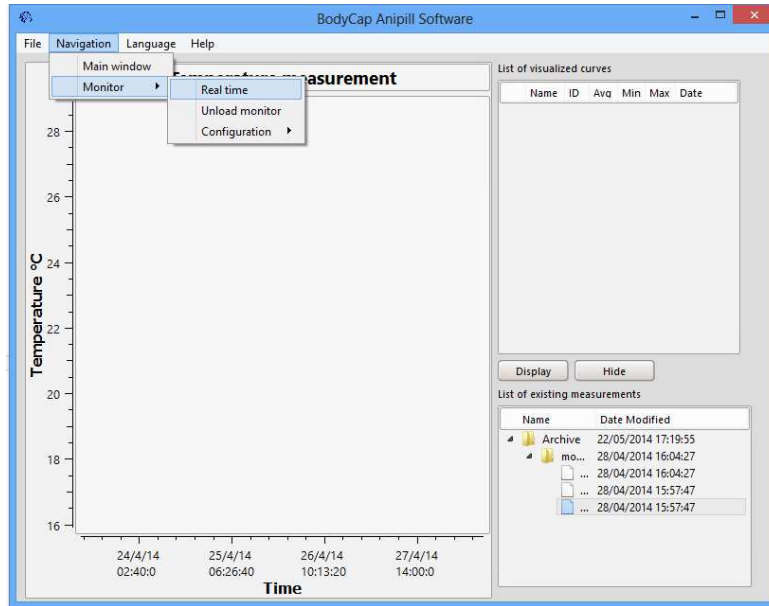 BodyCap Anipill Software
File Navigation Language Help
Main window
Monitor
Real time
Unload monitor
Configuration
measurement
28
26
24
22
20
18
16
Temperature °C
24/4/14 25/4/14 26/4/14 27/4/14
02:40:0 06:26:40 10:13:20 14:00:0
Time
List of visualized curves
Name ID Avg Min Max Date
Display Hide
List of existing measurements
Name Date Modified
Archive 22/05/2014 17:19:55
mo... 28/04/2014 16:04:27
... 28/04/2014 16:04:27
... 28/04/2014 15:57:47
... 28/04/2014 15:57:47